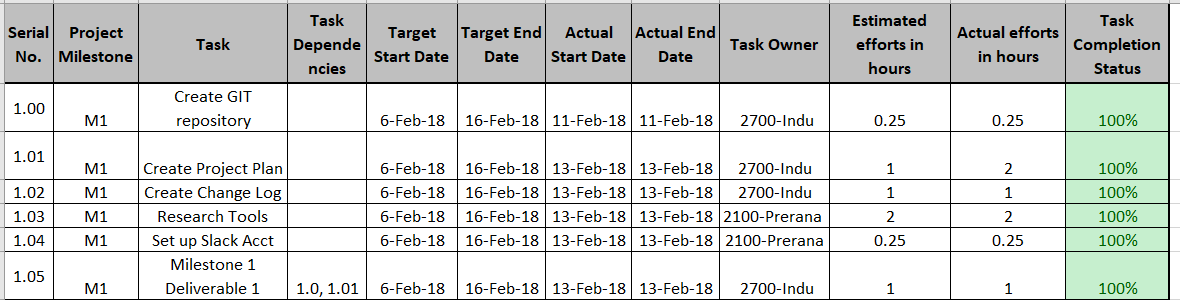 Serial No. Project Milestone Task Task Dependencies Target Start Date Target End Date Actual Start Date Actual End Date Task Owner Estimated efforts in hours Actual efforts in hours Task Completion Status
1.00 M1 Create GIT repository 6-Feb-18 16-Feb-18 11-Feb-18 11-Feb-18 2700-Indu 0.25 0.25 100%
1.01 M1 Create Project Plan 6-Feb-18 16-Feb-18 13-Feb-18 13-Feb-18 2700-Indu 1 2 100%
1.02 M1 Create Change Log 6-Feb-18 16-Feb-18 13-Feb-18 13-Feb-18 2700-Indu 1 1 100%
1.03 M1 Research Tools 6-Feb-18 16-Feb-18 13-Feb-18 13-Feb-18 2100-Prerana 2 2 100%
1.04 M1 Set up Slack Acct 6-Feb-18 16-Feb-18 13-Feb-18 13-Feb-18 2100-Prerana 0.25 0.25 100%
1.05 M1 Milestone 1 Deliverable 1 1.0, 1.01 6-Feb-18 16-Feb-18 13-Feb-18 13-Feb-18 2700-Indu 1 1 100%